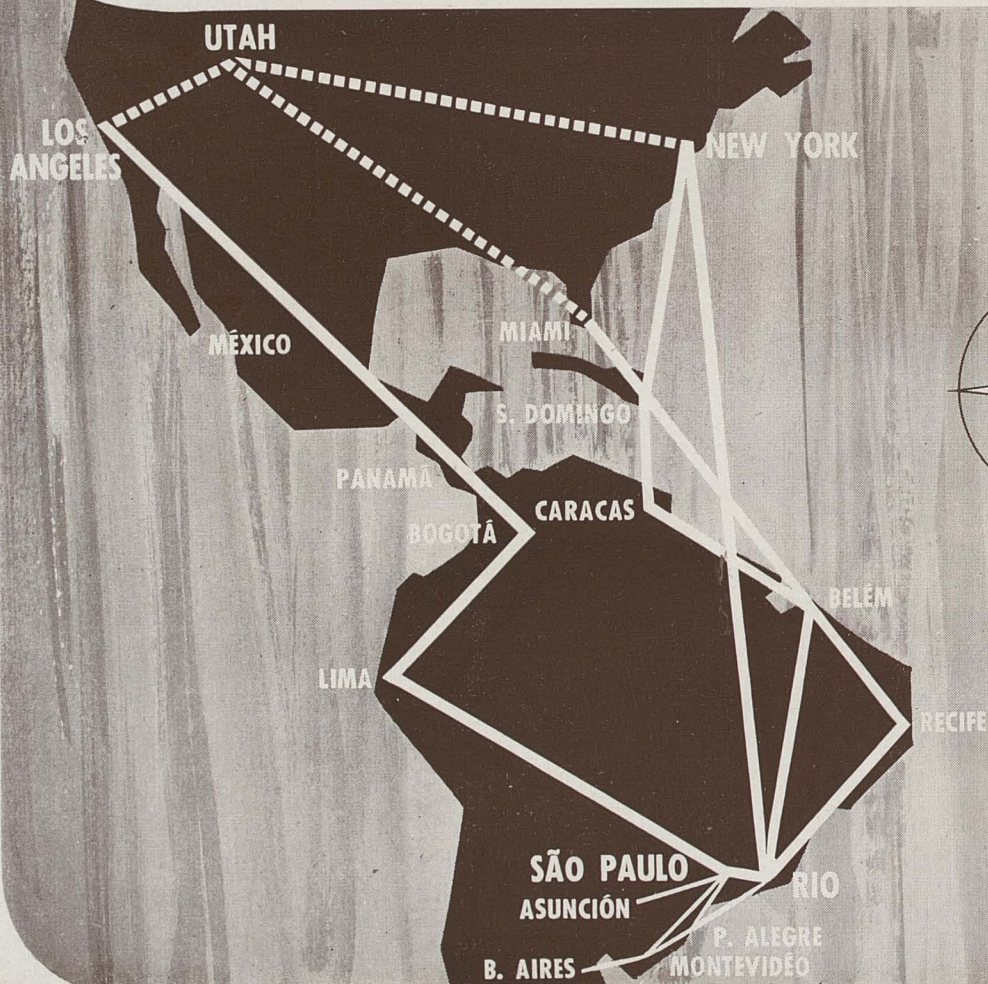 UTAH
LOS
ANGELES
NEW YORK
MIAMI
MÉXICO
S. DOMINGO
PANAMÁ
CARACAS
BOGOTÁ
BELÉM
LIMA
RECIFE
SÃO PAULO
RIO
ASUNCIÓN
P. ALEGRE
B. AIRES
MONTEVIDÉO